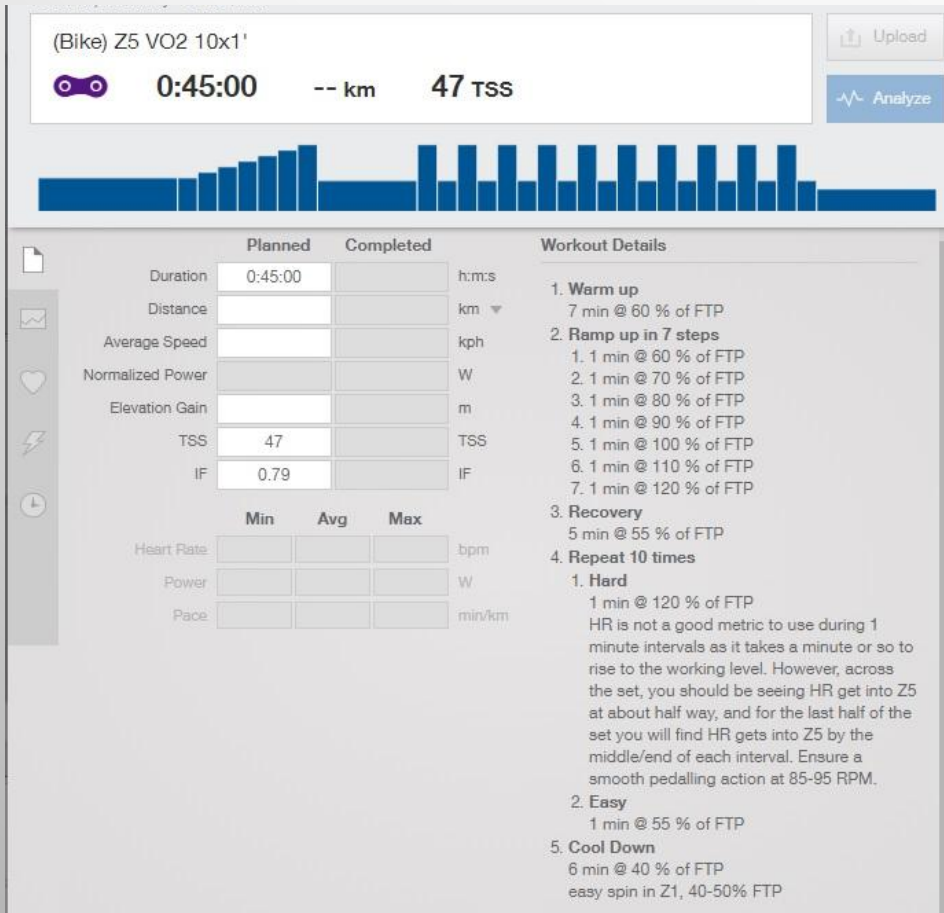 (Bike) Z5 VO2 10x1'
Upload
0:45:00 -- km 47 TSS
Analyze
Planned Completed
Duration 0:45:00 h:m:s
Distance km
Average Speed kph
Normalized Power W
Elevation Gain m
TSS 47 TSS
IF 0.79 IF
Min Avg Max
Heart Rate bpm
Power W
Pace min/km
Workout Details
1. Warm up
7 min @ 60 % of FTP
2. Ramp up in 7 steps
1. 1 min @ 60 % of FTP
2. 1 min @ 70 % of FTP
3. 1 min @ 80 % of FTP
4. 1 min @ 90 % of FTP
5. 1 min @ 100 % of FTP
6. 1 min @ 110 % of FTP
7. 1 min @ 120 % of FTP
3. Recovery
5 min @ 55 % of FTP
4. Repeat 10 times
1. Hard
1 min @ 120 % of FTP
HR is not a good metric to use during 1
minute intervals as it takes a minute or so to
rise to the working level. However, across
the set, you should be seeing HR get into Z5
at about half way, and for the last half of the
set you will find HR gets into Z5 by the
middle/end of each interval. Ensure a
smooth pedalling action at 85-95 RPM.
2. Easy
1 min @ 55 % of FTP
5. Cool Down
6 min @ 40 % of FTP
easy spin in Z1, 40-50% FTP